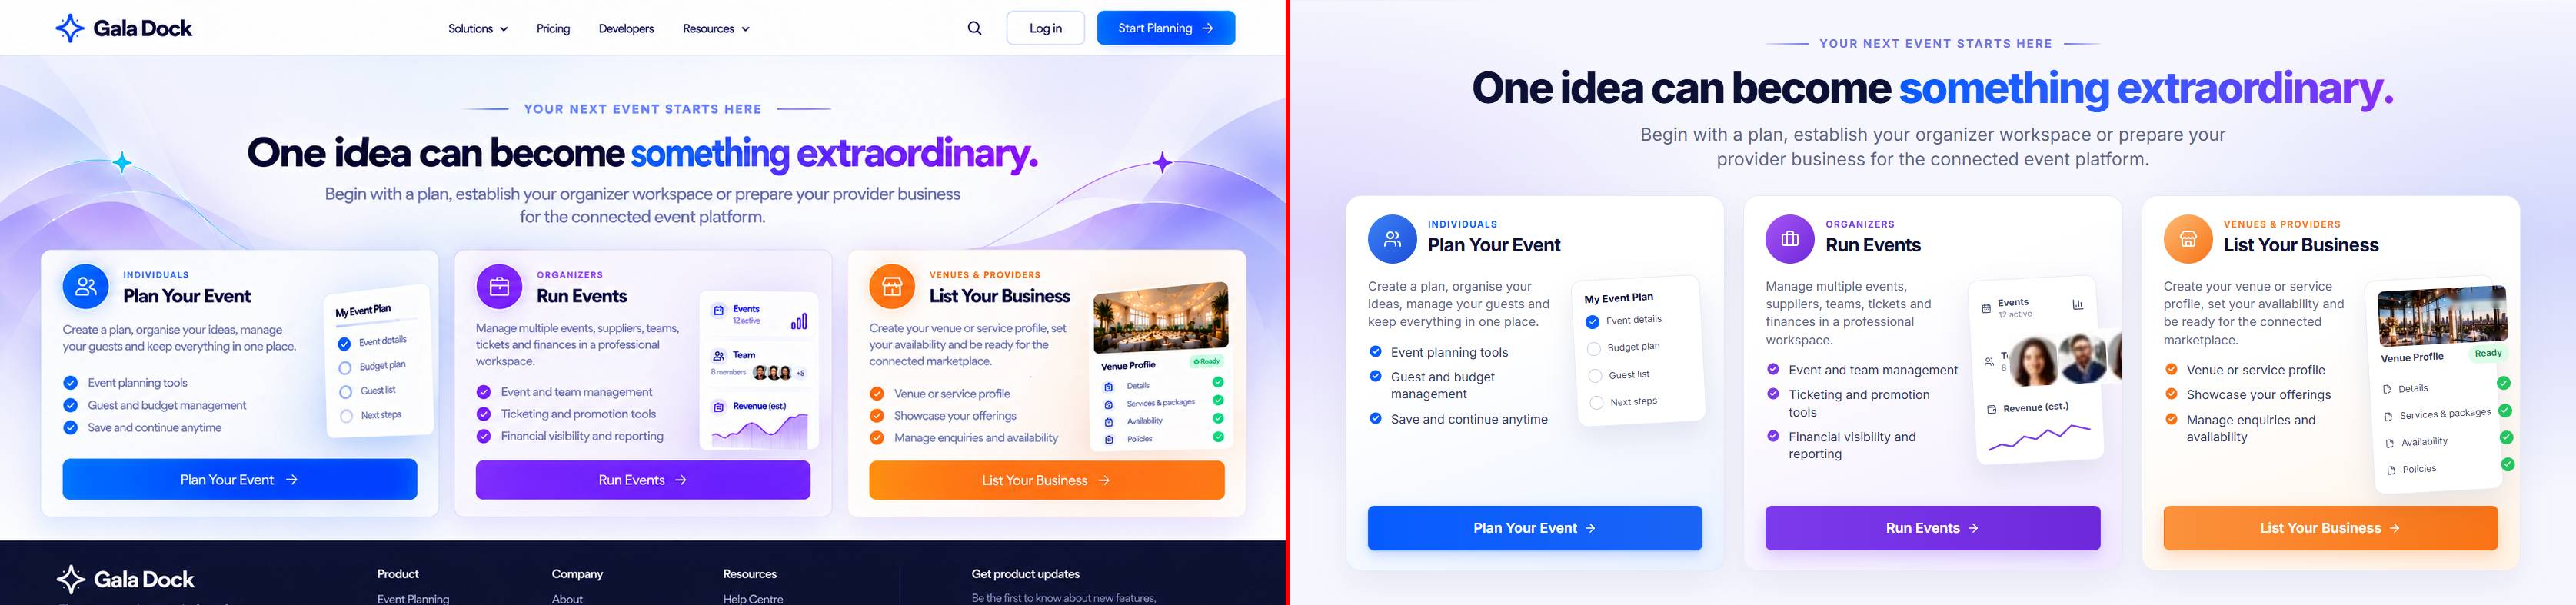 Gala Dock
Solutions
Pricing
Developers
Resources
Log in
Start Planning
YOUR NEXT EVENT STARTS HERE
One idea can become something extraordinary.
Begin with a plan, establish your organizer workspace or prepare your provider business
for the connected event platform.
INDIVIDUALS
Plan Your Event
Create a plan, organise your ideas, manage
your guests and keep everything in one place.
Event planning tools
Guest and budget management
Save and continue anytime
My Event Plan
Event details
Budget plan
Guest list
Next steps
Plan Your Event
ORGANIZERS
Run Events
Manage multiple events, suppliers, teams,
tickets and finances in a professional
workspace.
Event and team management
Ticketing and promotion tools
Financial visibility and reporting
Events
12 active
Team
8 members
+5
Revenue (est.)
Run Events
VENUES & PROVIDERS
List Your Business
Create your venue or service profile, set
your availability and be ready for the
connected marketplace.
Venue or service profile
Showcase your offerings
Manage enquiries and availability
Venue Profile
Ready
Details
Services & packages
Availability
Policies
List Your Business
Gala Dock
Product
Event Planning
Company
About
Resources
Help Centre
Get product updates
Be the first to know about new features,
YOUR NEXT EVENT STARTS HERE
One idea can become something extraordinary.
Begin with a plan, establish your organizer workspace or prepare your
provider business for the connected event platform.
INDIVIDUALS
Plan Your Event
Create a plan, organise your
ideas, manage your guests and
keep everything in one place.
Event planning tools
Guest and budget
management
Save and continue anytime
My Event Plan
Event details
Budget plan
Guest list
Next steps
Plan Your Event
ORGANIZERS
Run Events
Manage multiple events,
suppliers, teams, tickets and
finances in a professional
workspace.
Event and team management
Ticketing and promotion
tools
Financial visibility and
reporting
Events
12 active
8
Revenue (est.)
Run Events
VENUES & PROVIDERS
List Your Business
Create your venue or service
profile, set your availability and
be ready for the connected
marketplace.
Venue or service profile
Showcase your offerings
Manage enquiries and
availability
Venue Profile
Ready
Details
Services & packages
Availability
Policies
List Your Business